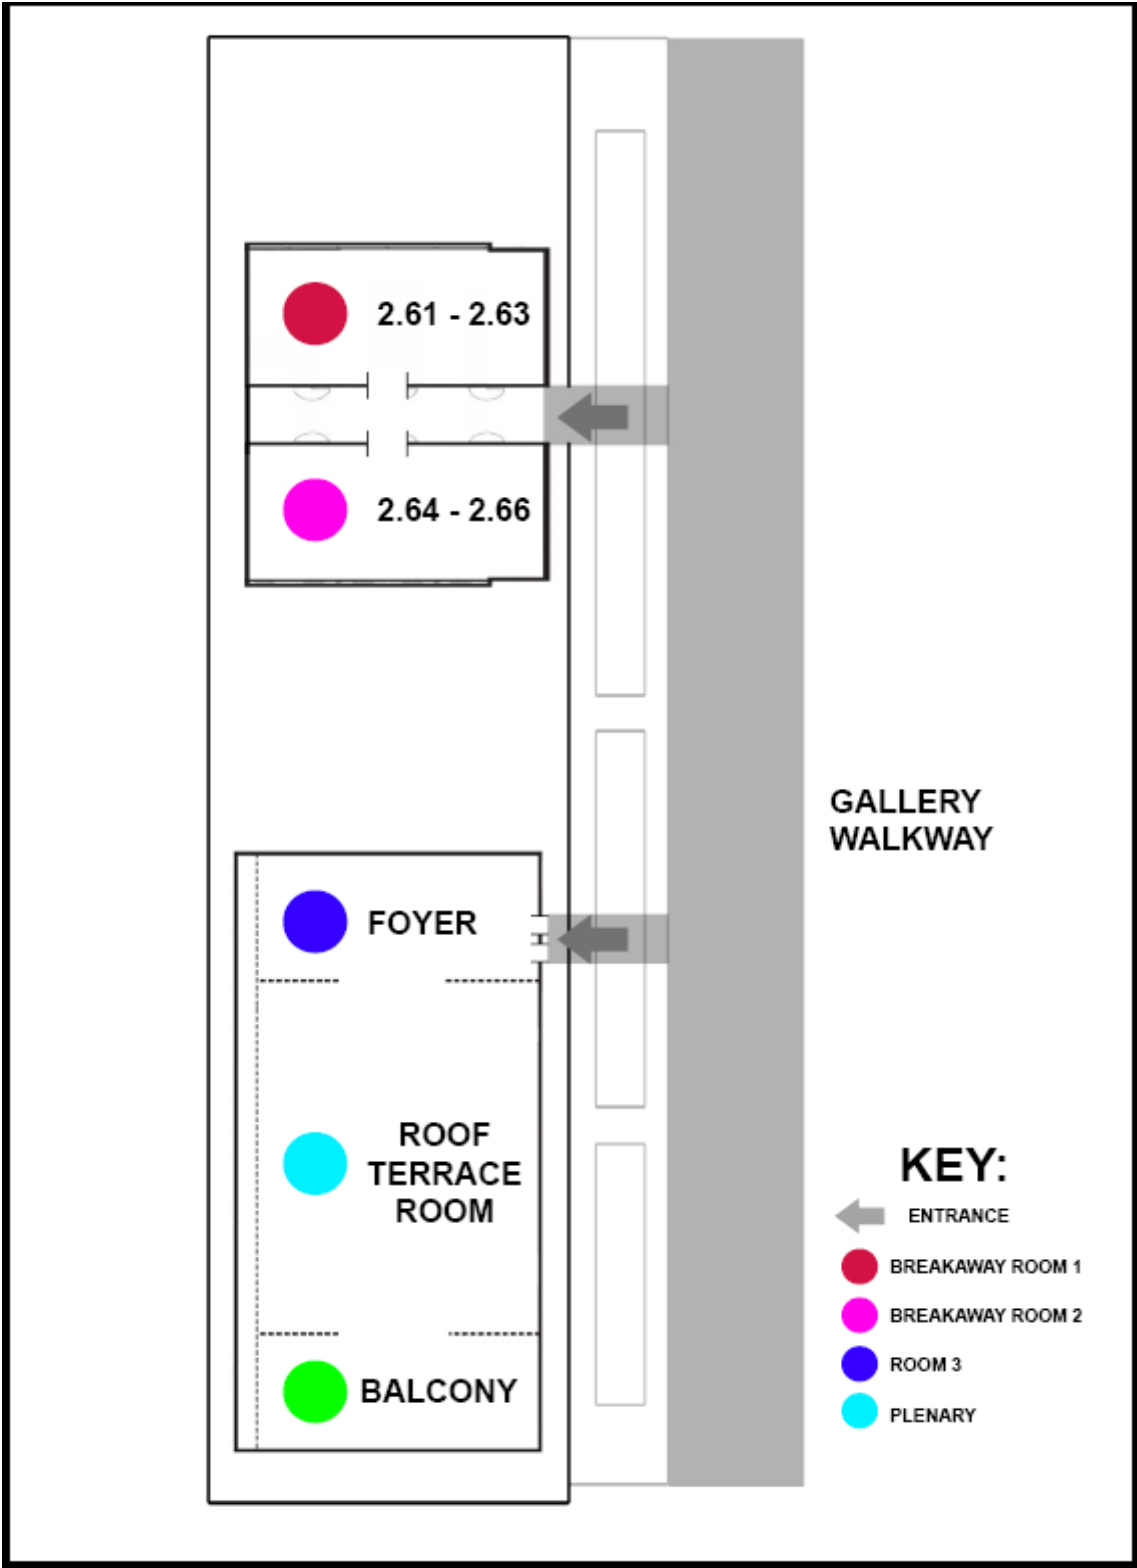 2.61 - 2.63
2.64 - 2.66
GALLERY
WALKWAY
FOYER
ROOF
TERRACE
ROOM
BALCONY
KEY:
ENTRANCE
BREAKAWAY ROOM 1
BREAKAWAY ROOM 2
ROOM 3
PLENARY